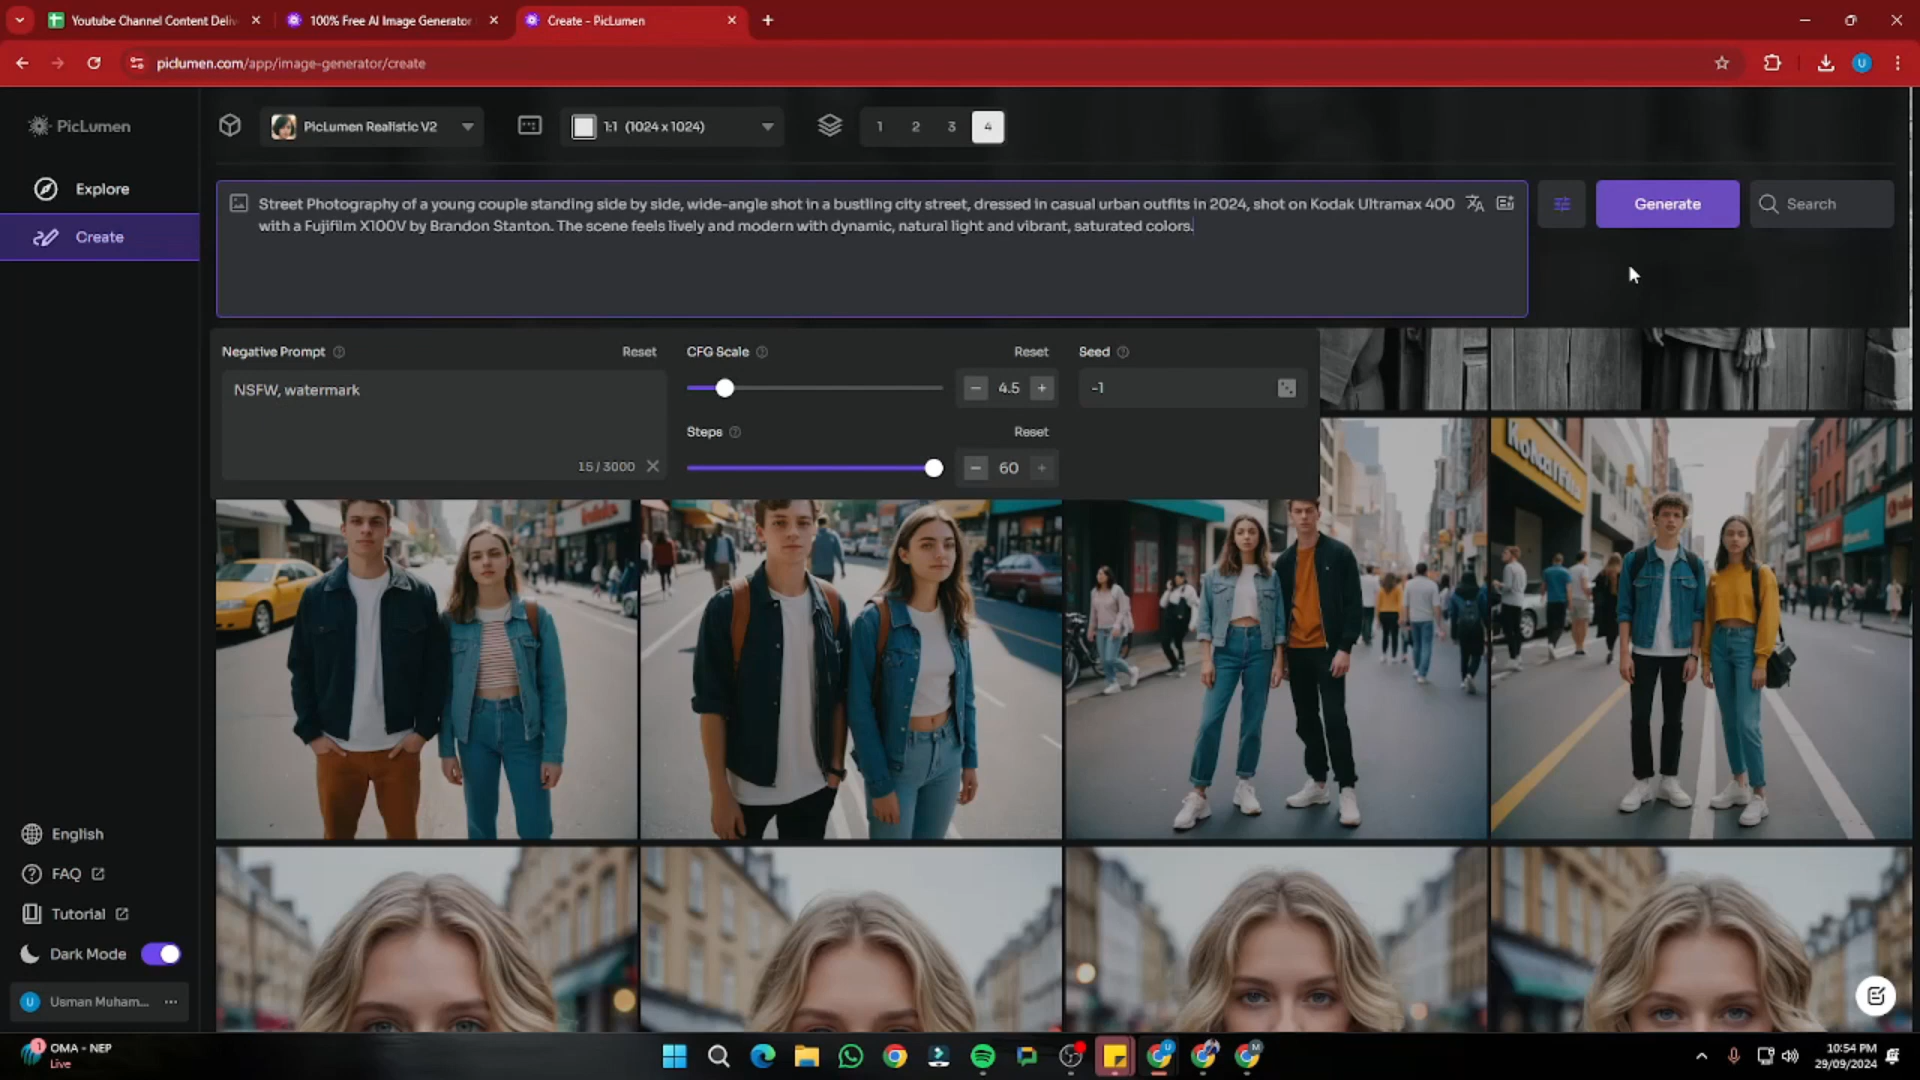 Youtube Channel Content Deliv
100% Free AI Image Generator
Create - PicLumen
piclumen.com/app/image-generator/create
PicLumen
PicLumen Realistic V2
1:1 (1024 x 1024)
1 2 3 4
Explore
Create
Street Photography of a young couple standing side by side, wide-angle shot in a bustling city street, dressed in casual urban outfits in 2024, shot on Kodak Ultramax 400
with a Fujifilm X100V by Brandon Stanton. The scene feels lively and modern with dynamic, natural light and vibrant, saturated colors.
Generate
Search
Negative Prompt
Reset
NSFW, watermark
15 / 3000
CFG Scale
Reset
4.5
Steps
Reset
60
Seed
-1
English
FAQ
Tutorial
Dark Mode
U
Usman Muham...
1
OMA - NEP
Live
10:54 PM
29/09/2024